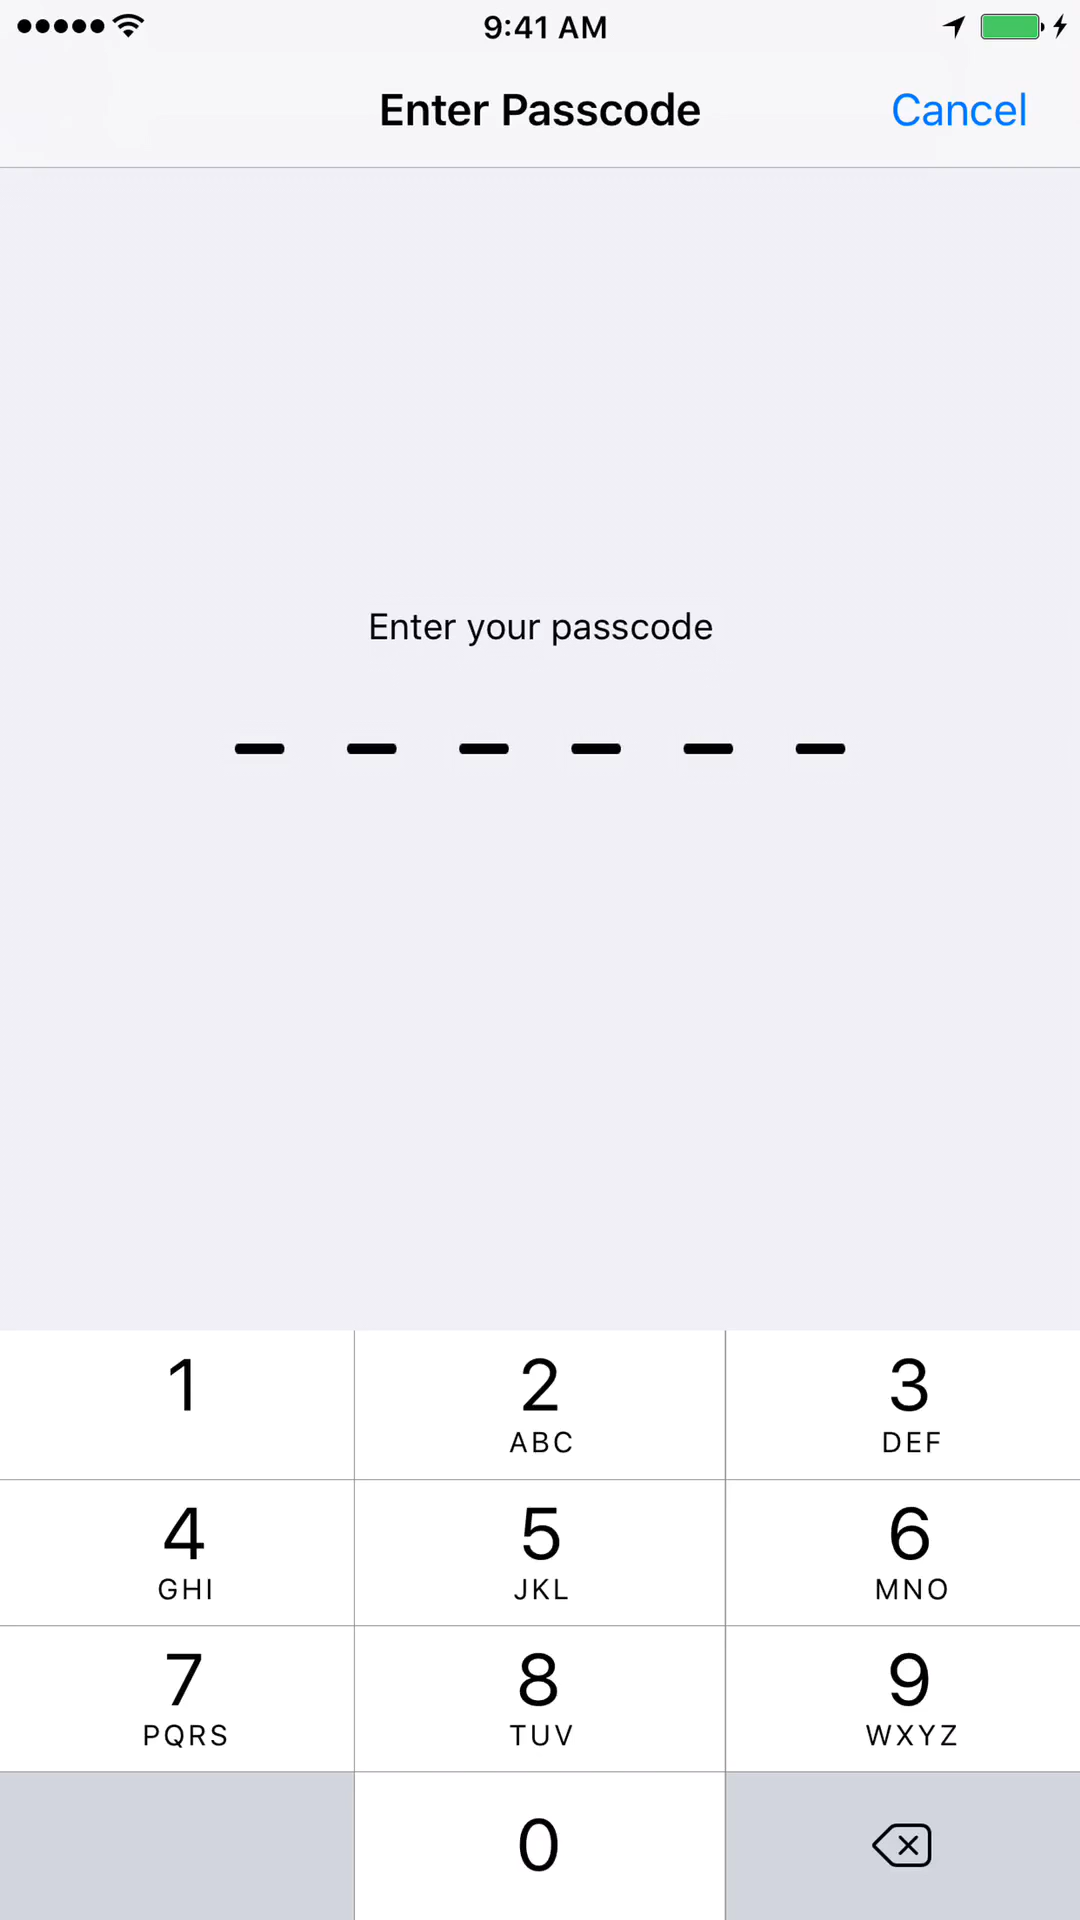 9:41 AM
Enter Passcode
Cancel
Enter your passcode
1
2
3
ABC
DEF
4
5
6
GHI
JKL
MNO
7
8
9
PQRS
TUV
WXYZ
0